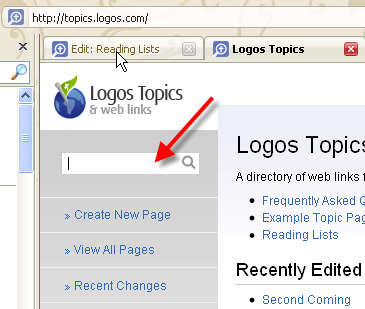 http://topics.logos.com/
Edit: Reading Lists
Logos Topics
Logos Topics
& web links
» Create New Page
» View All Pages
» Recent Changes
Logos Topics
A directory of web links
Frequently Asked
Example Topic
Reading Lists
Recently Edited
Second Coming